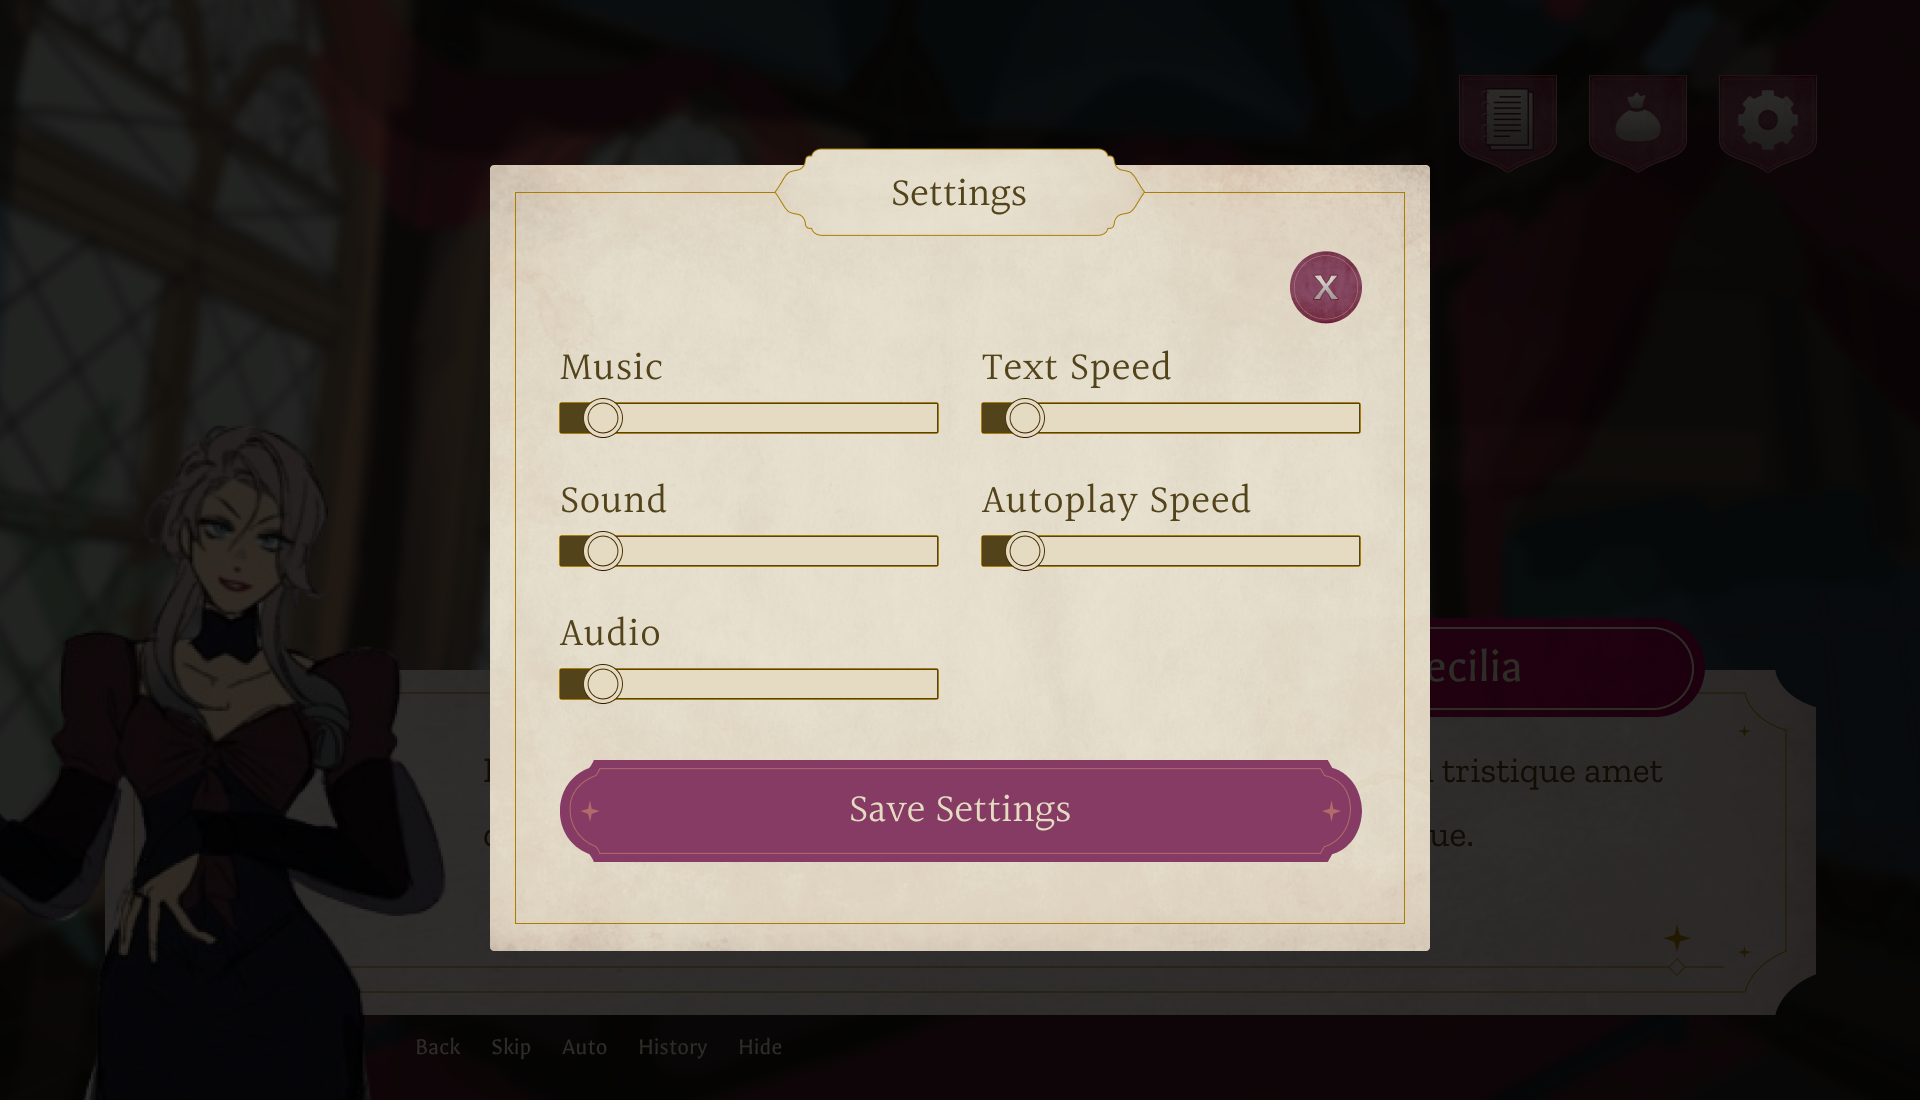 Settings
X
Music
Text Speed
Sound
Autoplay Speed
Audio
ecilia
tristique amet
ue.
Save Settings
Back Skip Auto History Hide